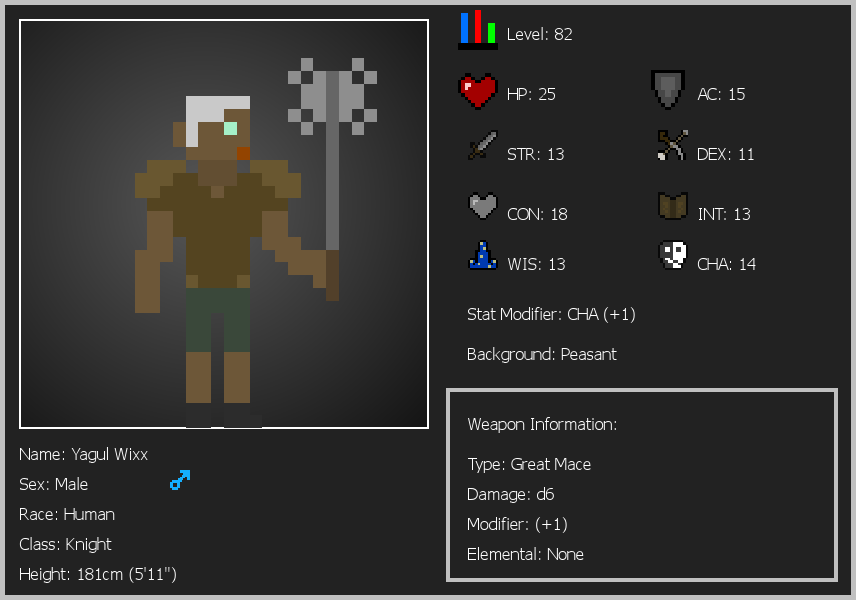 Level: 82
HP: 25
AC: 15
STR: 13
DEX: 11
CON: 18
INT: 13
WIS: 13
CHA: 14
Stat Modifier: CHA (+1)
Background: Peasant
Weapon Information:
Type: Great Mace
Damage: d6
Modifier: (+1)
Elemental: None
Name: Yagul Wixx
Sex: Male
Race: Human
Class: Knight
Height: 181cm (5'11")